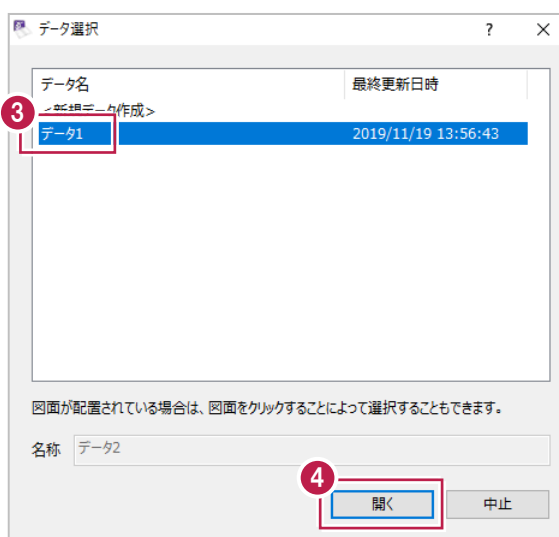 データ選択 ? ×
データ名 最終更新日時
<新規データ作成>
3
データ1 2019/11/19 13:56:43
図面が配置されている場合は、図面をクリックすることによって選択することもできます。
名称 データ2
4
開く 中止